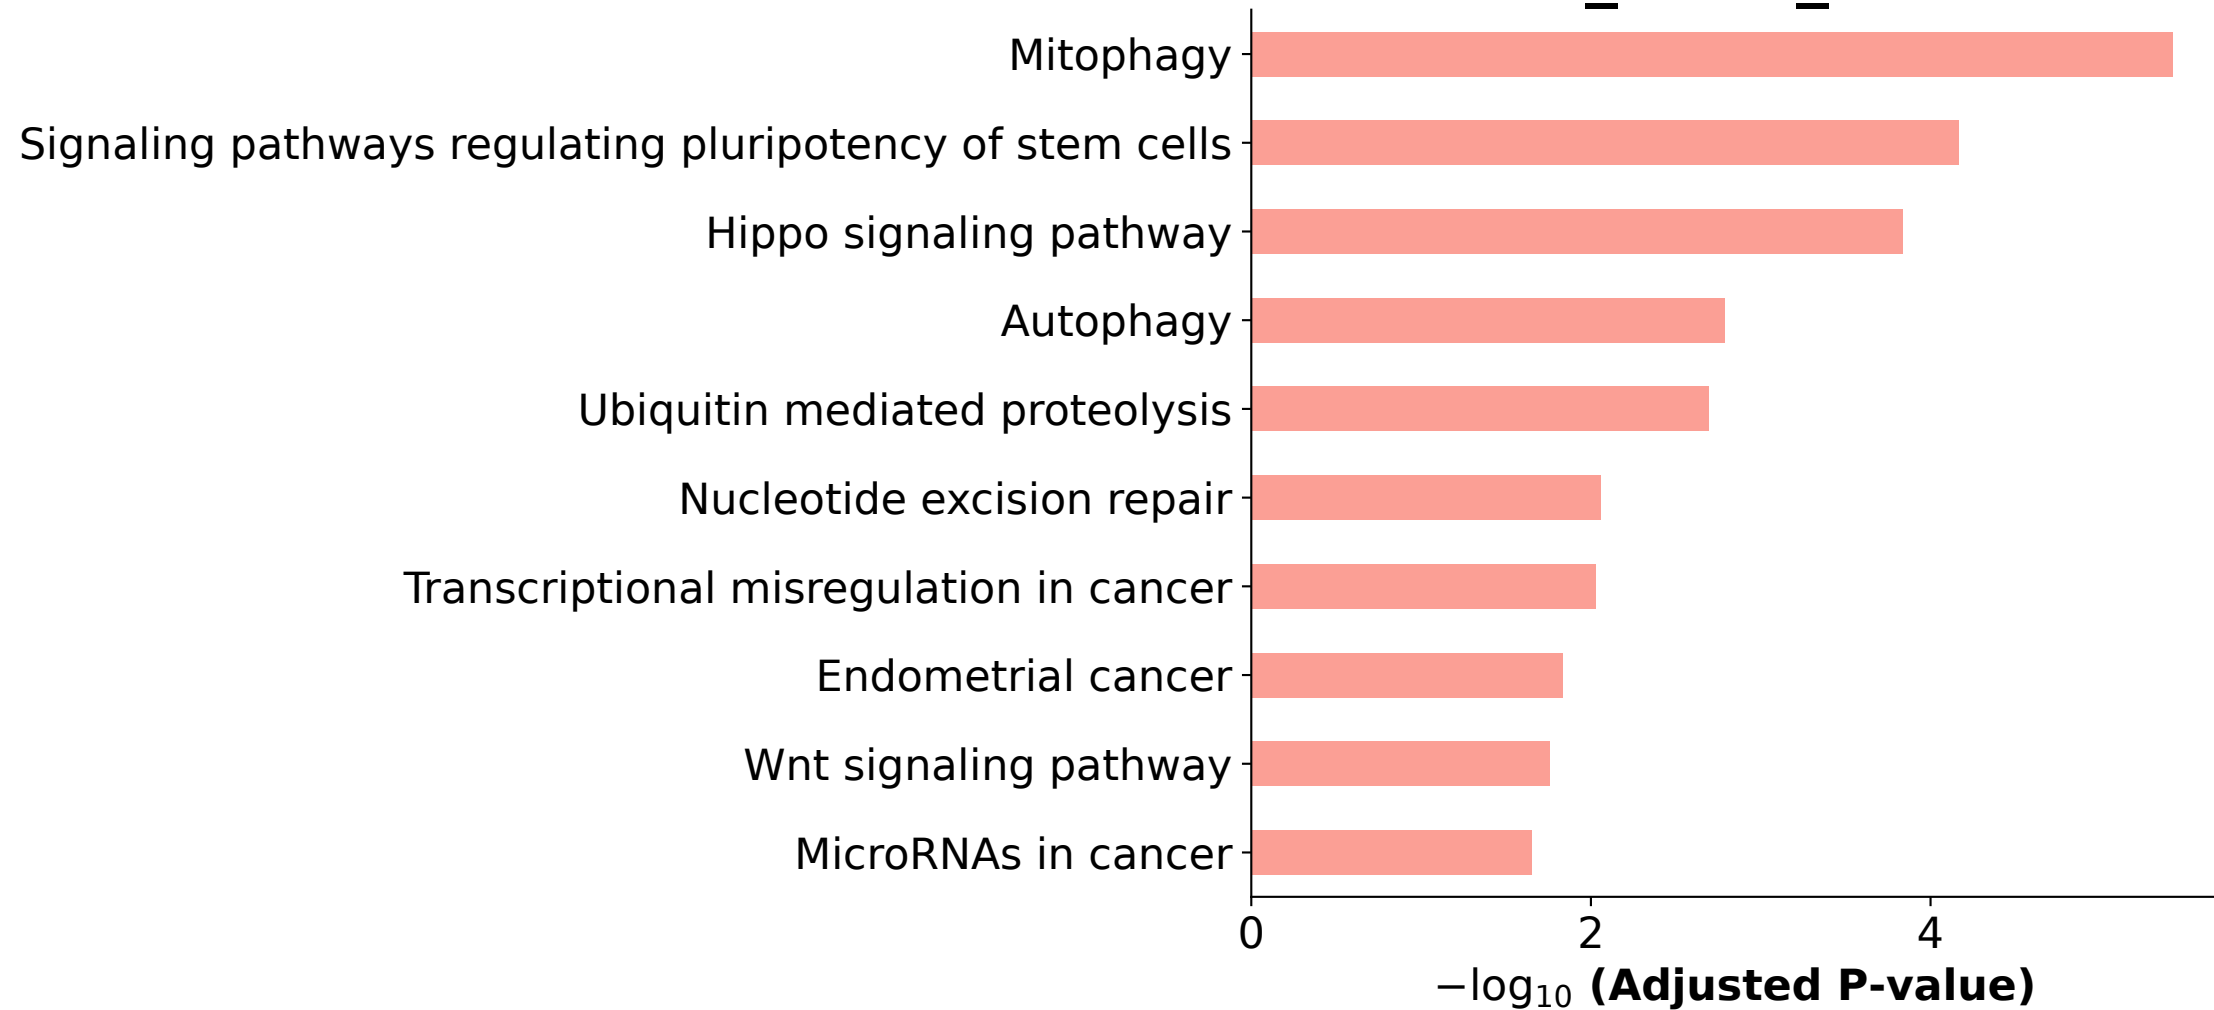 Mitophagy
Signaling pathways regulating pluripotency of stem cells
Hippo signaling pathway
Autophagy
Ubiquitin mediated proteolysis
Nucleotide excision repair
Transcriptional misregulation in cancer
Endometrial cancer
Wnt signaling pathway
MicroRNAs in cancer
0 2 4
−log₁₀ (Adjusted P-value)